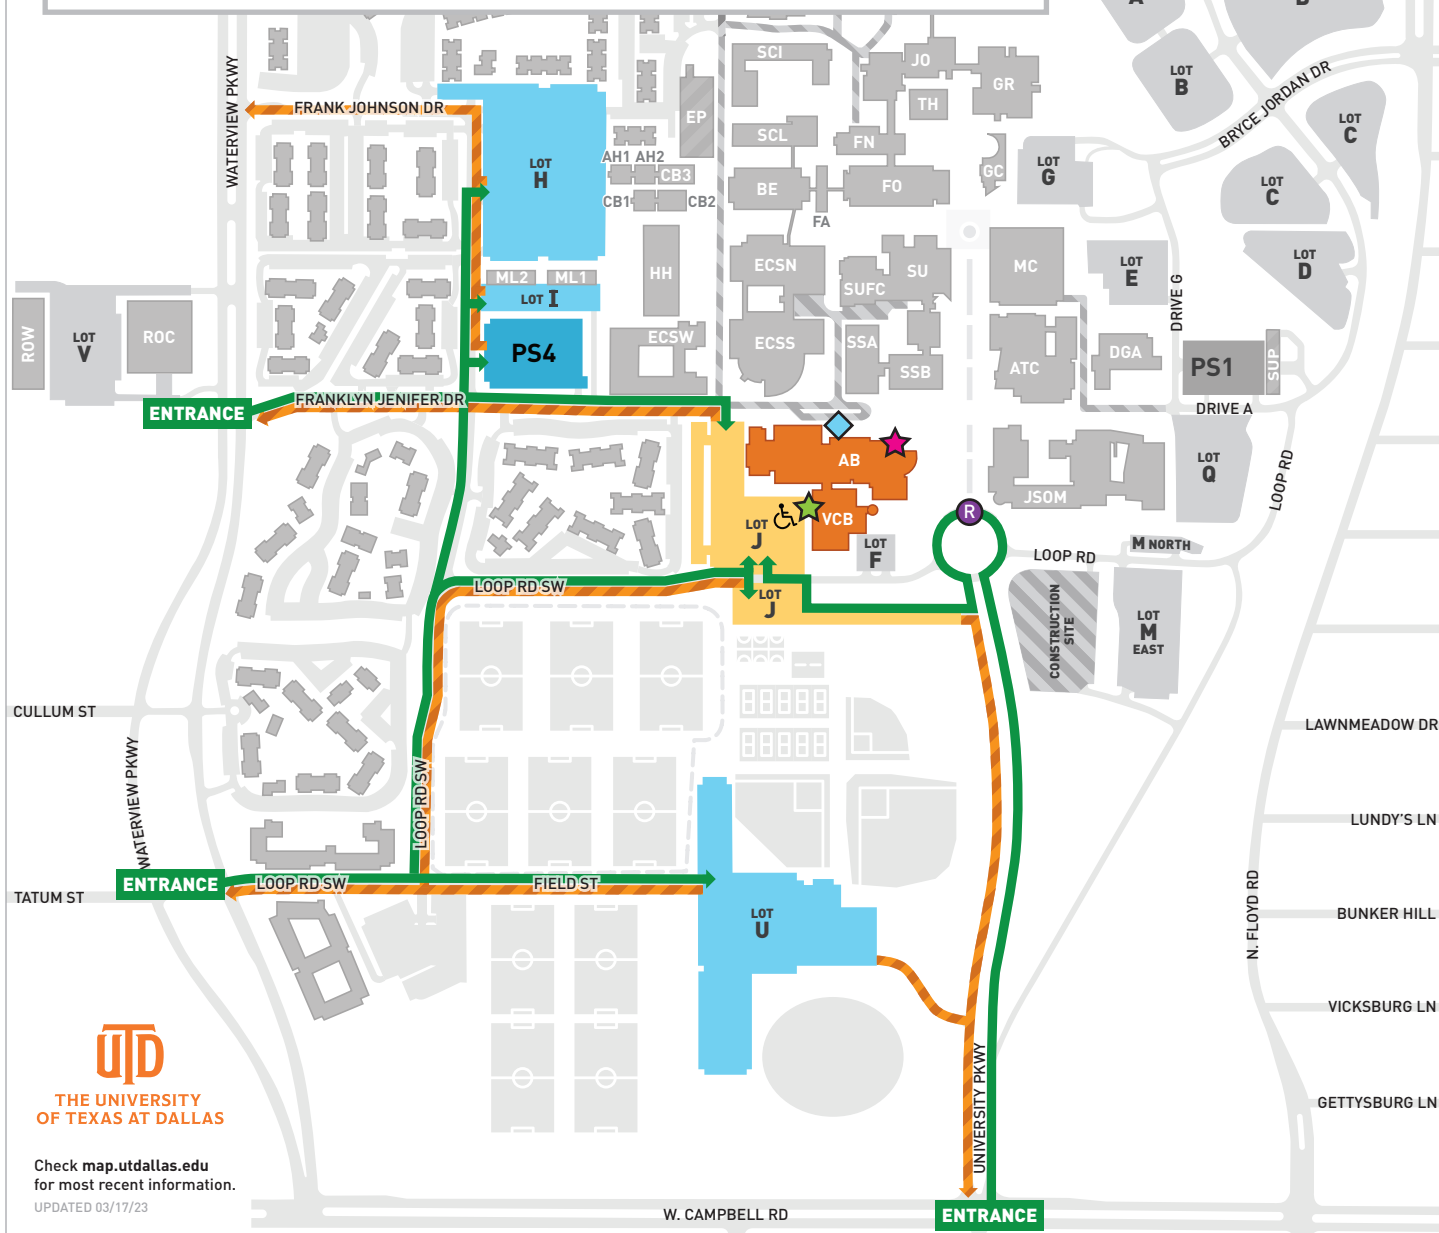 A
D
SCI
JO
GR
LOT
B
BRYCE JORDAN DR
WATERVIEW PKWY
FRANK JOHNSON DR
TH
EP
LOT
C
SCL
FN
LOT
H
AH1 AH2
CB3
GC
LOT
G
BE
FO
LOT
C
CB1
CB2
FA
ECSN
SU
MC
LOT
E
LOT
D
ML2
ML1
HH
SUFC
LOT I
DRIVE G
ROW
LOT
V
ROC
PS4
ECSW
ECSS
SSA
SSB
ATC
DGA
PS1
SUP
ENTRANCE
FRANKLYN JENIFER DR
DRIVE A
AB
LOT
Q
LOOP RD
JSOM
R
LOT
J
VCB
LOT
F
M NORTH
LOOP RD
LOOP RD SW
LOT
J
CONSTRUCTION
SITE
LOT
M
EAST
CULLUM ST
LAWNMEADOW DR
WATERVIEW PKWY
LOOP RD SW
LUNDY'S LN
ENTRANCE
LOOP RD SW
FIELD ST
TATUM ST
N. FLOYD RD
LOT
U
BUNKER HILL
VICKSBURG LN
UTD
THE UNIVERSITY
OF TEXAS AT DALLAS
UNIVERSITY PKWY
GETTYSBURG LN
Check map.utdallas.edu
for most recent information.
UPDATED 03/17/23
W. CAMPBELL RD
ENTRANCE